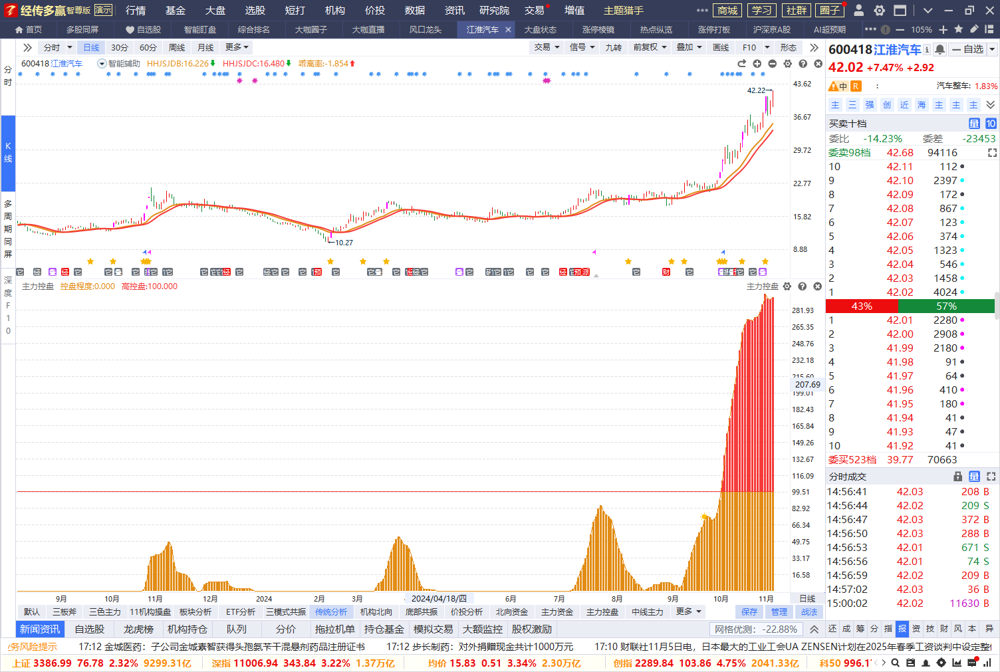 经传多赢 智尊版 演示 行情 基金 大盘 选股 短打 机构 价投 数据 资讯 研究院 交易 增值 主题猎手 商城 学习 社群 圈子
首页 多股同屏 自选股 智能盯盘 综合排名 大咖圈子 大咖直播 风口龙头 江淮汽车 大盘状态 涨停棱镜 热点纵览 涨停打板 沪深京A股 AI超预期 105%
分时 日线 30分 60分 周线 月线 更多 交易 信号 九转 前复权 叠加 画线 F10 形态
600418 江淮汽车 智能辅助 HHJSJDB:16.226 HHJSJDC:16.480 乖离率:-1.854
分时
K线
多周期同屏
深度F10
43.62
42.22
36.67
29.72
22.77
15.82
10.27
8.88
主力控盘 控盘程度:0.000 高控盘:100.000 主力控盘
281.93
265.35
248.76
232.18
215.60
207.69
199.01
182.43
165.84
149.26
132.67
116.09
99.51
82.92
66.34
49.75
33.17
16.58
9月 10月 11月 12月 2024 2月 3月 2024/04/18/四 6月 7月 8月 9月 10月 11月 日线
默认 三板斧 三色主力 11机构操盘 板块分析 ETF分析 三模式共振 传统分析 机构北向 底部共振 价投分析 北向资金 主力资金 主力控盘 中线主力 更多 保存 管理 战法
新闻资讯 自选股 龙虎榜 机构持仓 队列 分价 拖拉机单 持仓基金 模拟交易 大额监控 股权激励 网格优测: -22.88%
600418 江淮汽车 自选
42.02 +7.47% +2.92
中 R : 汽车整车: 1.83%
主 三 强 创 近 海 主 主 主
买卖十档 量 10
委比 -14.23% 委差 -23453
委卖98档 42.68 94116
10 42.11 112
9 42.10 2397
8 42.09 172
7 42.08 867
6 42.07 123
5 42.06 374
4 42.05 1323
3 42.04 546
2 42.03 1458
1 42.02 4024
43% 57%
1 42.01 2280
2 42.00 2908
3 41.99 2180
4 41.98 91
5 41.97 64
6 41.96 410
7 41.95 180
8 41.94 41
9 41.93 47
10 41.92 41
委买523档 39.77 70663
分时成交 量
14:56:41 42.03 208 B
14:56:44 42.02 209 S
14:56:47 42.03 372 B
14:56:50 42.03 288 B
14:56:53 42.01 671 S
14:56:56 42.01 74 S
14:56:59 42.02 209 B
14:57:02 42.03 36 B
15:00:02 42.02 11630 B
还 成 筹 分 指 报 资 技 财 风 本 异
务风险提示 17:12 金城医药：子公司金城素智获得头孢氨苄干混悬剂药品注册证书 17:12 步长制药：对外捐赠现金共计1000万元 17:10 财联社11月5日电，日本最大的工业工会UA ZENSEN计划在2025年春季工资谈判中设定整体
上证 3386.99 76.78 2.32% 9299.31亿 深指 11006.94 343.84 3.22% 1.37万亿 均价 15.83 0.51 3.34% 2.30万亿 创指 2289.84 103.86 4.75% 2041.33亿 科50 996.1